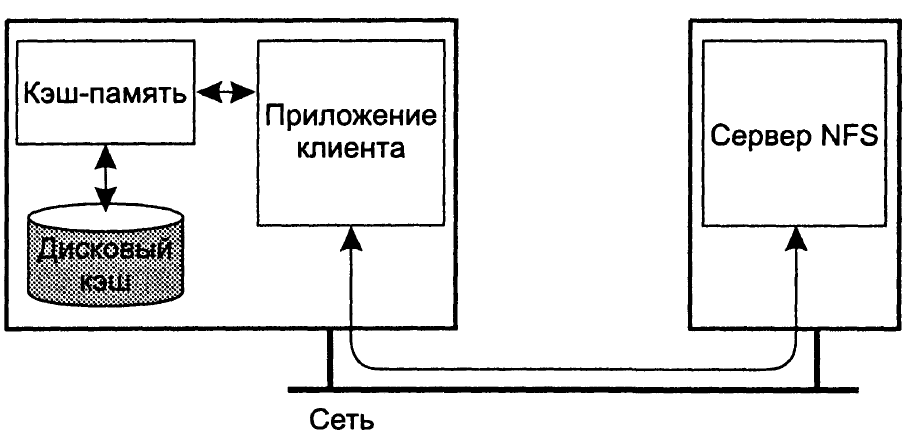 Кэш-память
Приложение
клиента
Сервер NFS
Дисковый
кэш
Сеть